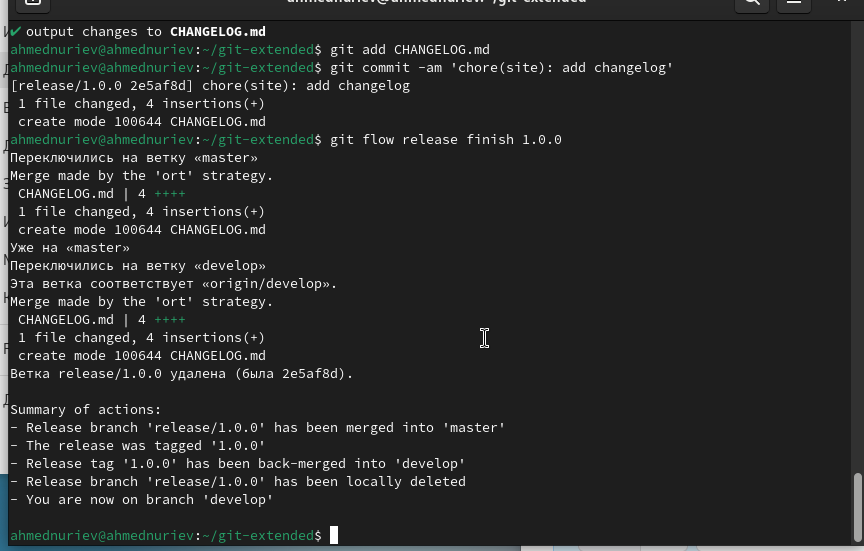 ✔ output changes to CHANGELOG.md
ahmednuriev@ahmednuriev:~/git-extended$ git add CHANGELOG.md
ahmednuriev@ahmednuriev:~/git-extended$ git commit -am 'chore(site): add changelog'
[release/1.0.0 2e5af8d] chore(site): add changelog
 1 file changed, 4 insertions(+)
 create mode 100644 CHANGELOG.md
ahmednuriev@ahmednuriev:~/git-extended$ git flow release finish 1.0.0
Переключились на ветку «master»
Merge made by the 'ort' strategy.
 CHANGELOG.md | 4 ++++
 1 file changed, 4 insertions(+)
 create mode 100644 CHANGELOG.md
Уже на «master»
Переключились на ветку «develop»
Эта ветка соответствует «origin/develop».
Merge made by the 'ort' strategy.
 CHANGELOG.md | 4 ++++
 1 file changed, 4 insertions(+)
 create mode 100644 CHANGELOG.md
Ветка release/1.0.0 удалена (была 2e5af8d).

Summary of actions:
- Release branch 'release/1.0.0' has been merged into 'master'
- The release was tagged '1.0.0'
- Release tag '1.0.0' has been back-merged into 'develop'
- Release branch 'release/1.0.0' has been locally deleted
- You are now on branch 'develop'

ahmednuriev@ahmednuriev:~/git-extended$